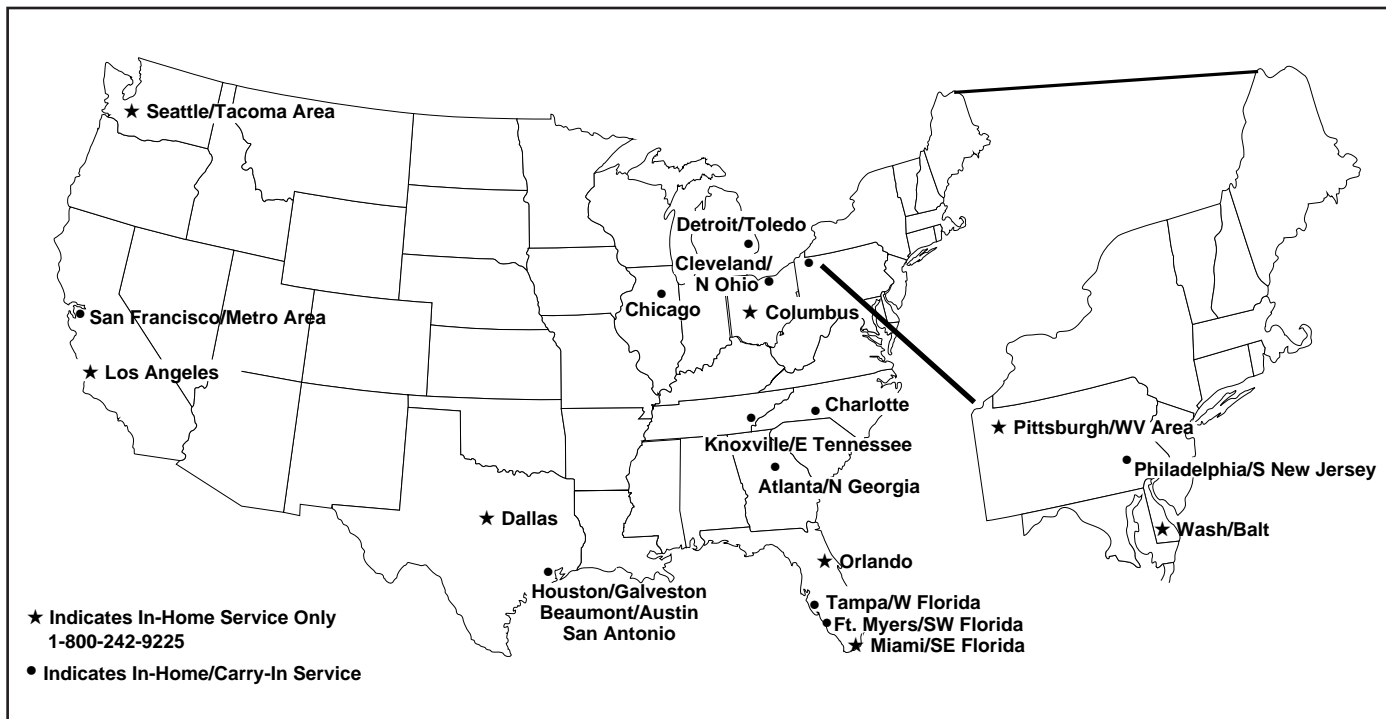 Seattle/Tacoma Area
Detroit/Toledo
Cleveland/
N Ohio
Chicago
Columbus
San Francisco/Metro Area
Los Angeles
Charlotte
Knoxville/E Tennessee
Atlanta/N Georgia
Pittsburgh/WV Area
Philadelphia/S New Jersey
Wash/Balt
Dallas
Orlando
Houston/Galveston
Beaumont/Austin
San Antonio
Tampa/W Florida
Ft. Myers/SW Florida
Miami/SE Florida
★ Indicates In-Home Service Only
1-800-242-9225
• Indicates In-Home/Carry-In Service